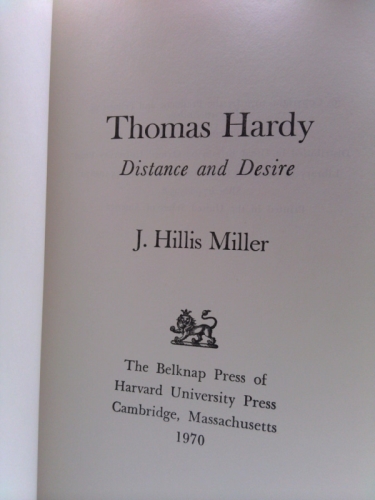 Thomas Hardy
Distance and Desire
J. Hillis Miller
The Belknap Press of
Harvard University Press
Cambridge, Massachusetts
1970